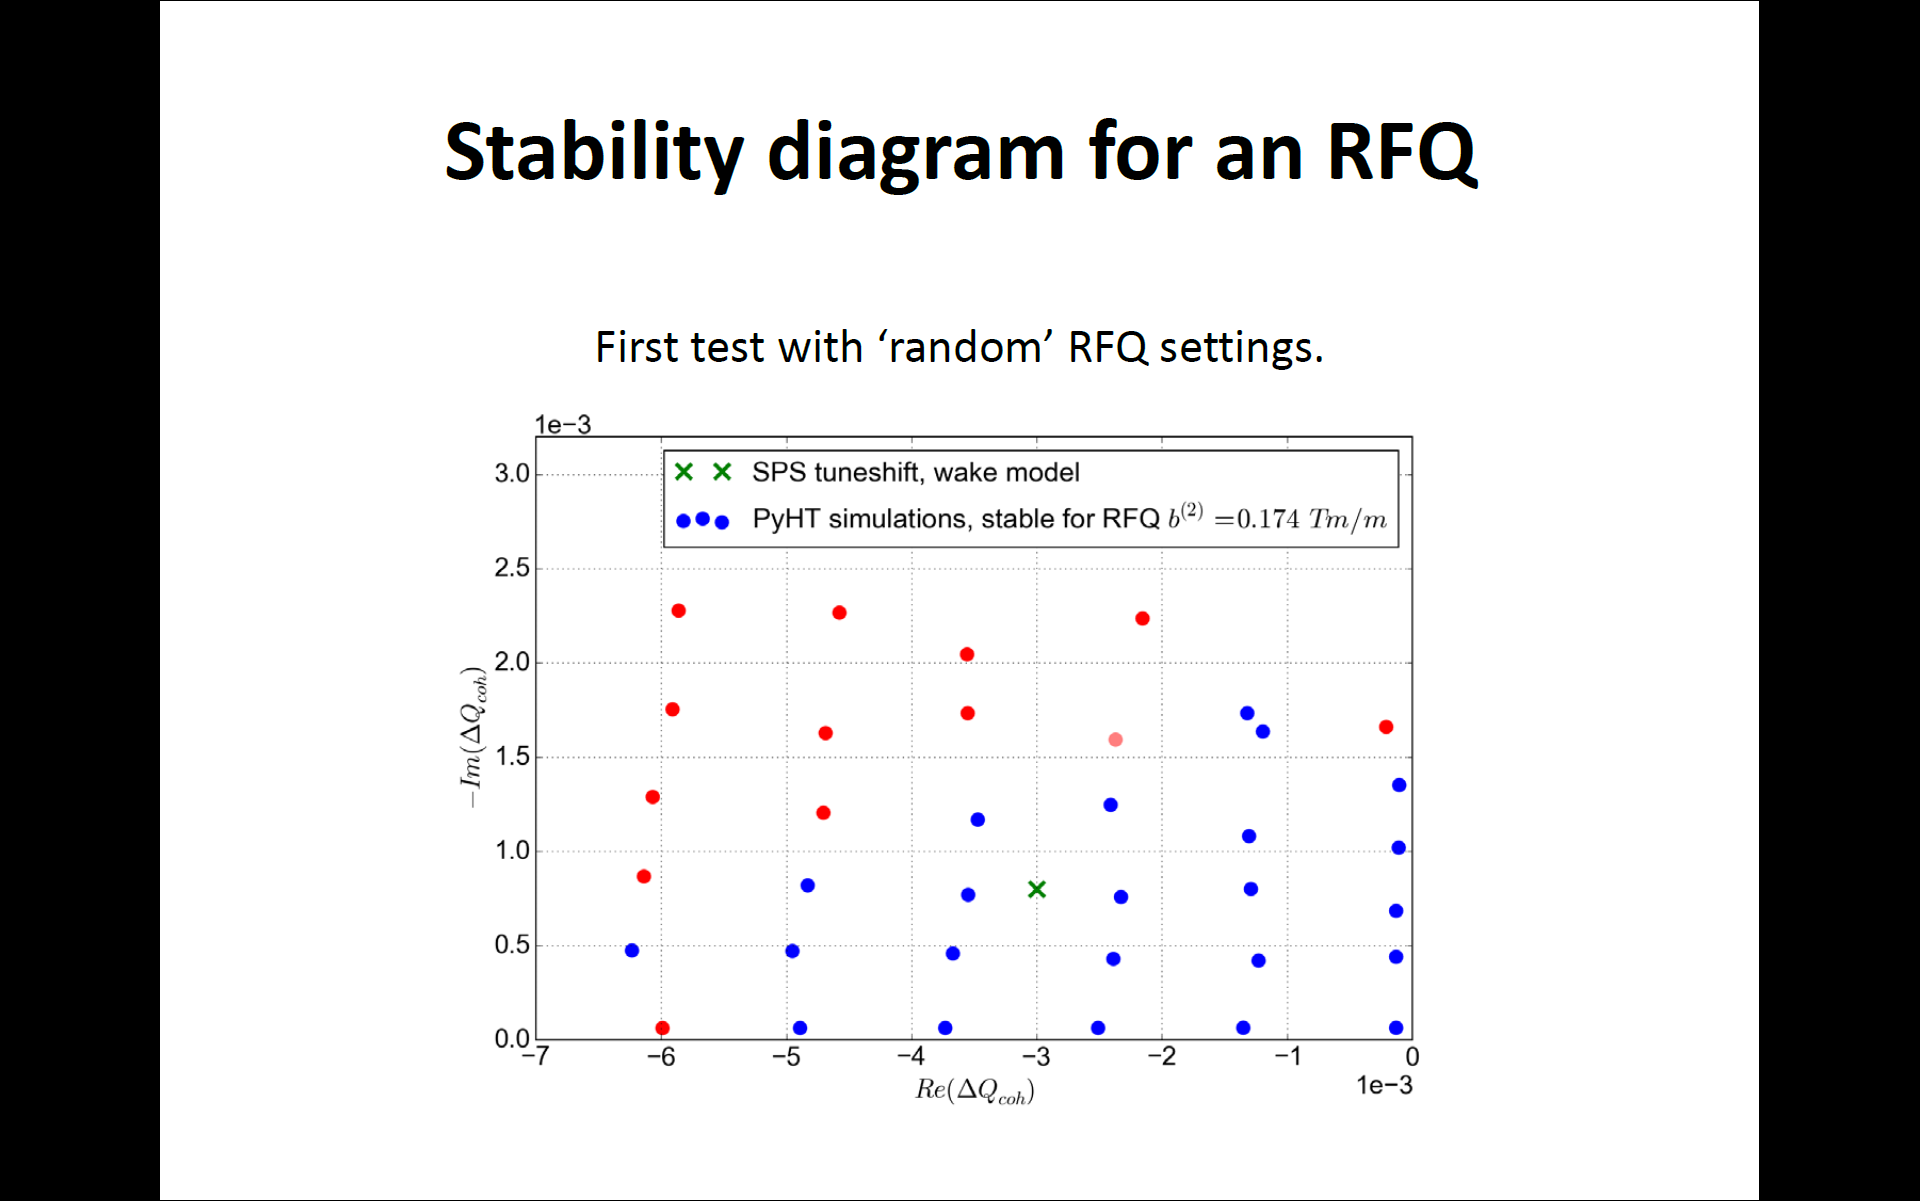 Stability diagram for an RFQ
First test with ‘random’ RFQ settings.
1e−3
SPS tuneshift, wake model
PyHT simulations, stable for RFQ b^(2) =0.174 Tm/m
3.0
2.5
2.0
1.5
1.0
0.5
0.0
−Im(ΔQ_coh)
−7 −6 −5 −4 −3 −2 −1 0
Re(ΔQ_coh)
1e−3